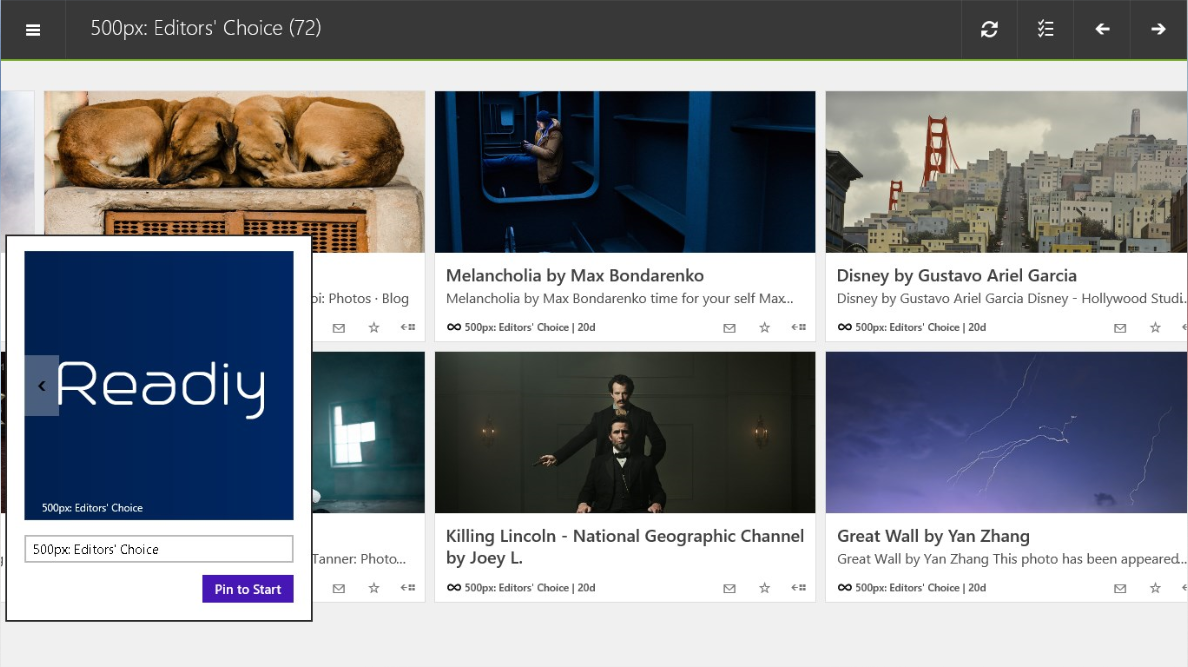 500px: Editors' Choice (72)
oi: Photos · Blog
Melancholia by Max Bondarenko
Melancholia by Max Bondarenko time for your self Max...
500px: Editors' Choice | 20d
Disney by Gustavo Ariel Garcia
Disney by Gustavo Ariel Garcia Disney - Hollywood Studi...
500px: Editors' Choice | 20d
Readiy
500px: Editors' Choice
500px: Editors' Choice
Pin to Start
Tanner: Photo...
Killing Lincoln - National Geographic Channel
by Joey L.
500px: Editors' Choice | 20d
Great Wall by Yan Zhang
Great Wall by Yan Zhang This photo has been appeared...
500px: Editors' Choice | 20d